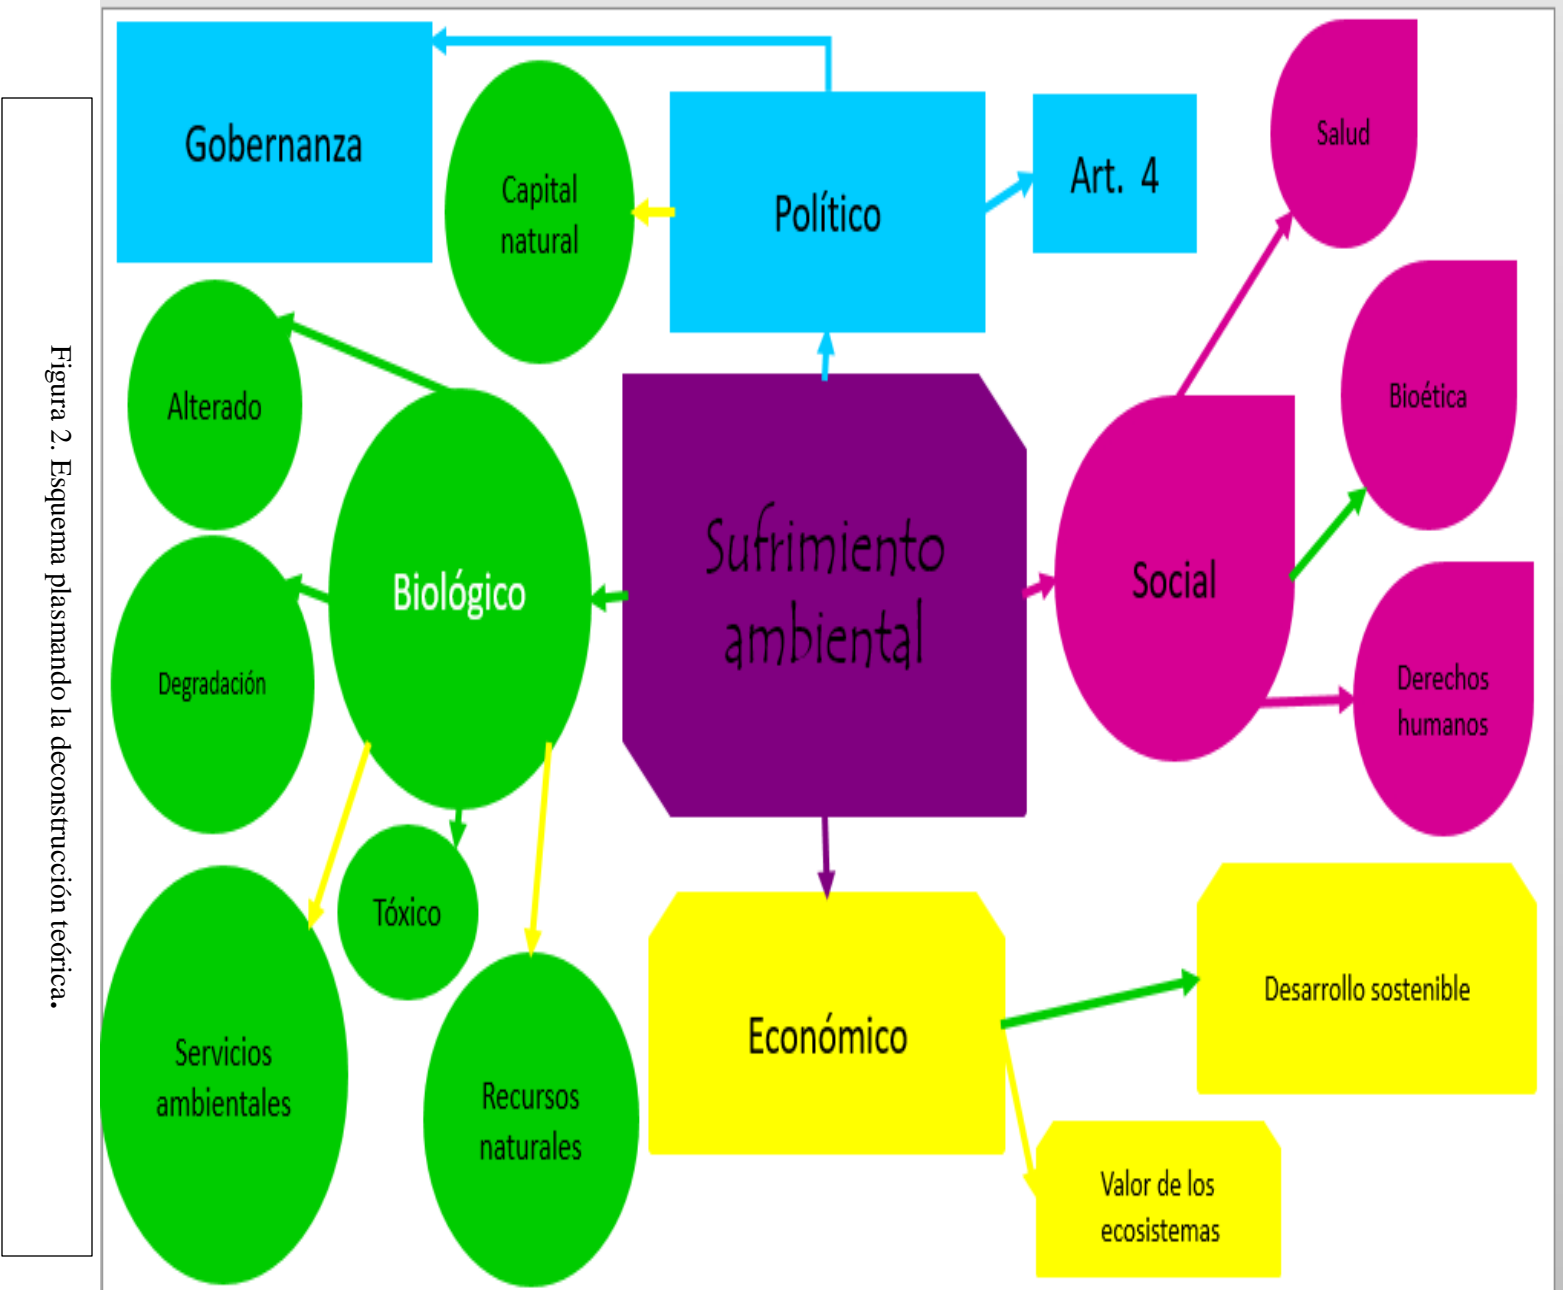 Figura 2. Esquema plasmando la deconstrucción teórica.
Gobernanza
Capital
natural
Político
Art. 4
Salud
Bioética
Alterado
Degradación
Biológico
Sufrimiento
ambiental
Social
Derechos
humanos
Tóxico
Servicios
ambientales
Recursos
naturales
Económico
Desarrollo sostenible
Valor de los
ecosistemas